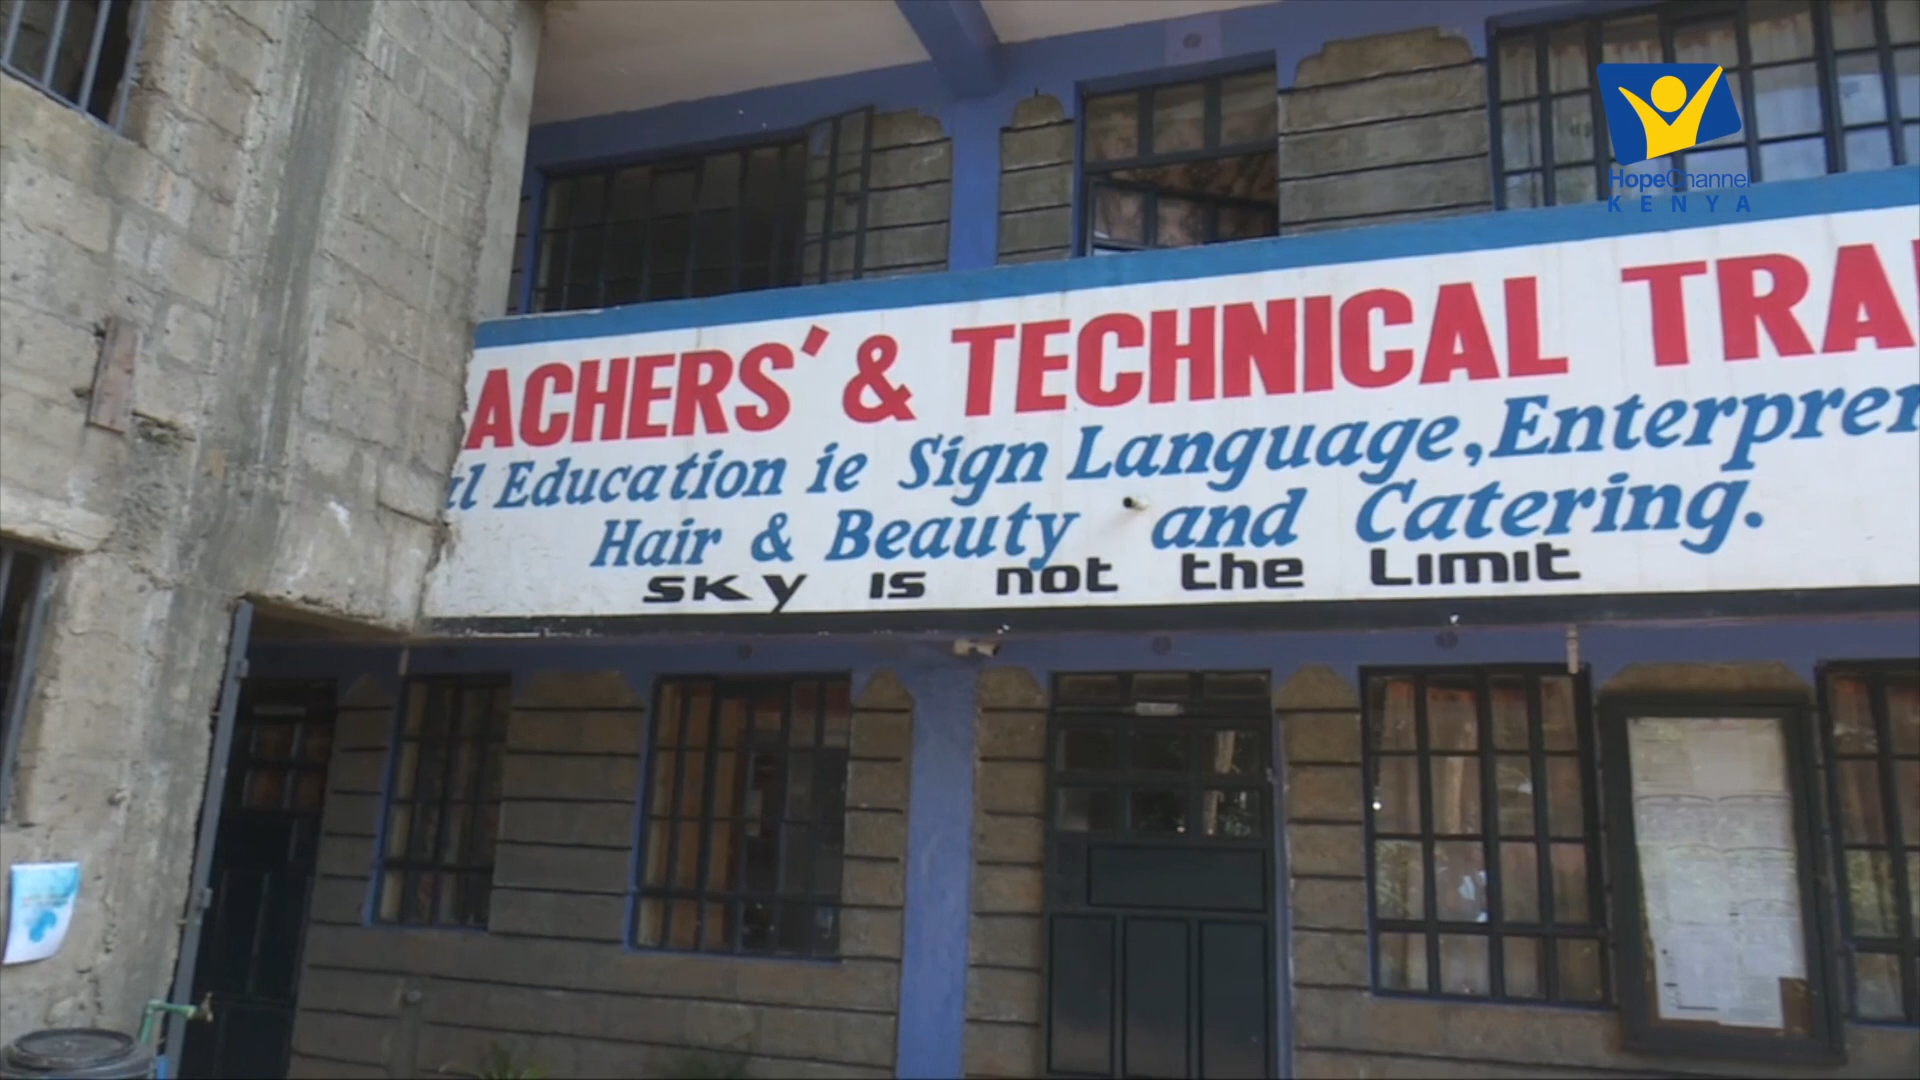 HopeChannel
KENYA
ACHERS' & TECHNICAL TRA
al Education ie Sign Language, Enterpren
Hair & Beauty and Catering.
SKY IS not the Limit